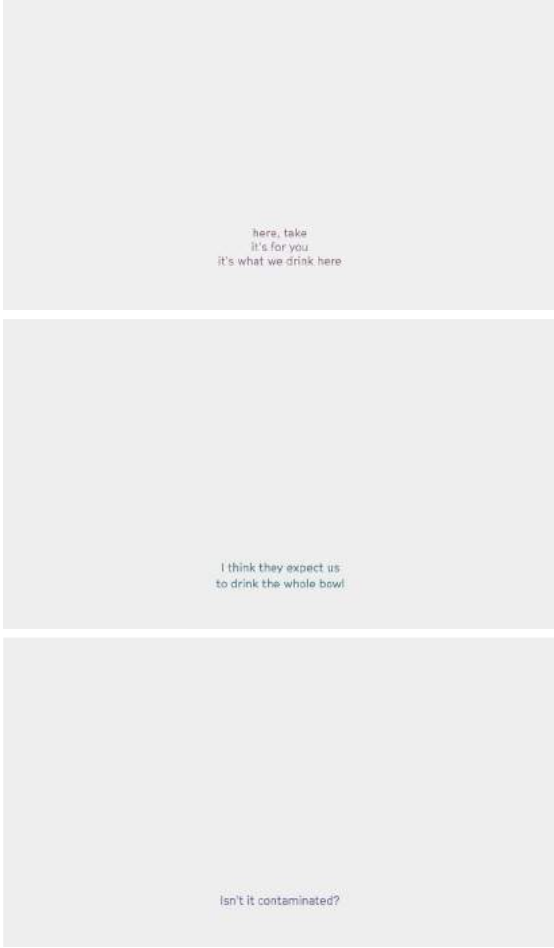 here, take
it's for you
it's what we drink here
I think they expect us
to drink the whole bowl
Isn't it contaminated?